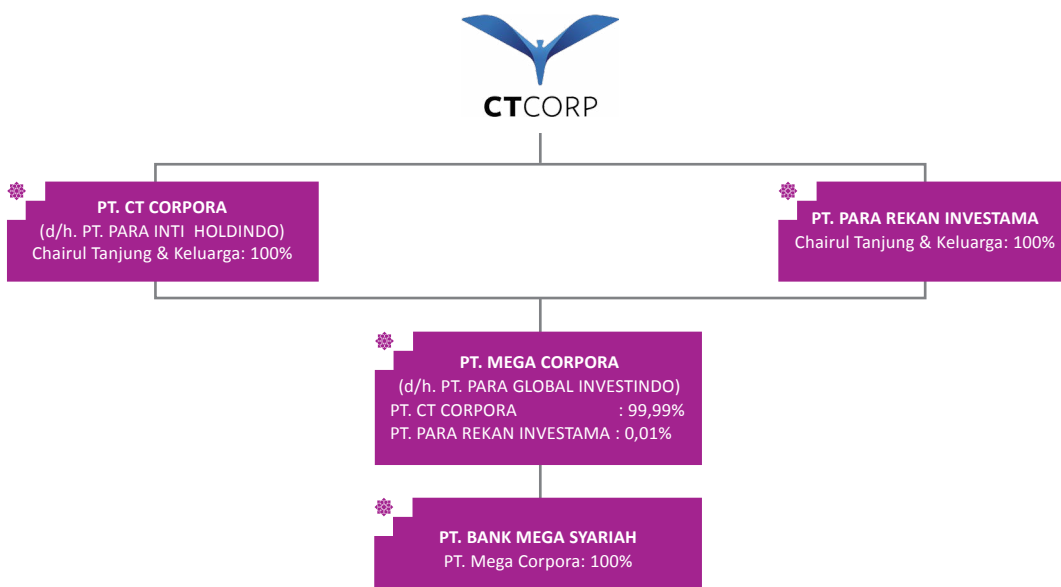 CTCORP
PT. CT CORPORA
(d/h. PT. PARA INTI HOLDINDO)
Chairul Tanjung & Keluarga: 100%
PT. PARA REKAN INVESTAMA
Chairul Tanjung & Keluarga: 100%
PT. MEGA CORPORA
(d/h. PT. PARA GLOBAL INVESTINDO)
PT. CT CORPORA : 99,99%
PT. PARA REKAN INVESTAMA : 0,01%
PT. BANK MEGA SYARIAH
PT. Mega Corpora: 100%